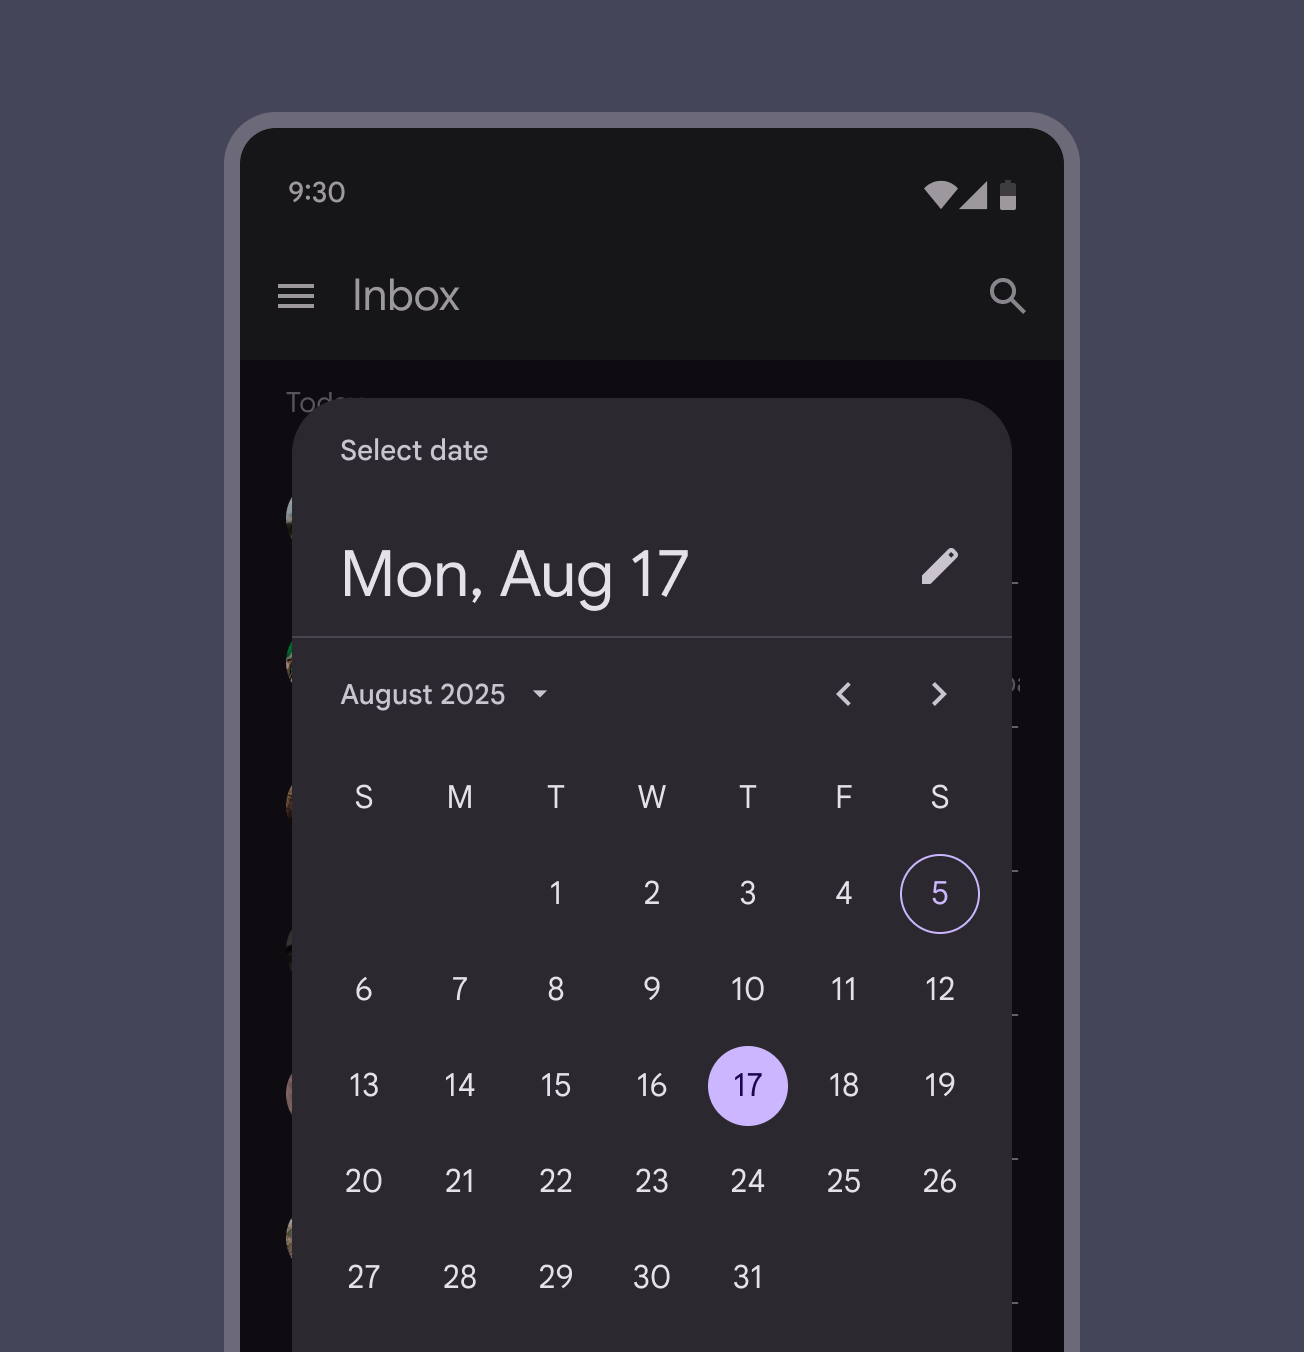 9:30
Inbox
Select date
Mon, Aug 17
August 2025
S M T W T F S
1 2 3 4 5
6 7 8 9 10 11 12
13 14 15 16 17 18 19
20 21 22 23 24 25 26
27 28 29 30 31